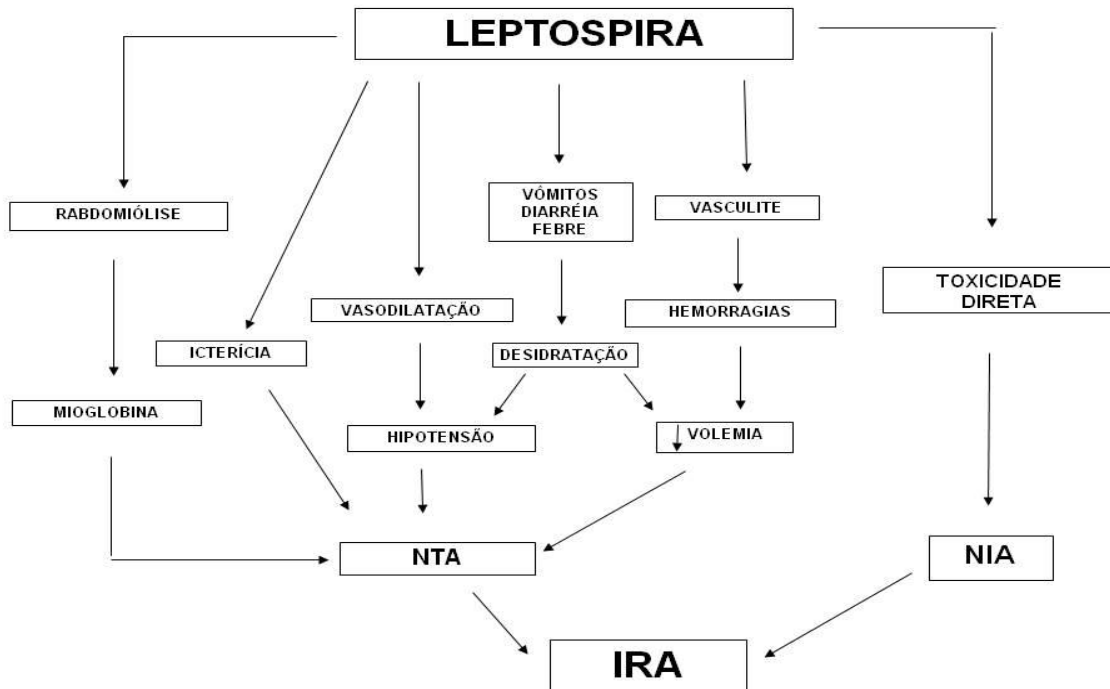 LEPTOSPIRA
RABDOMIÓLISE
VÔMITOS
DIARRÉIA
FEBRE
VASCULITE
TOXICIDADE
DIRETA
VASODILATAÇÃO
HEMORRAGIAS
ICTERÍCIA
DESIDRATAÇÃO
MIOGLOBINA
HIPOTENSÃO
VOLEMIA
NTA
NIA
IRA